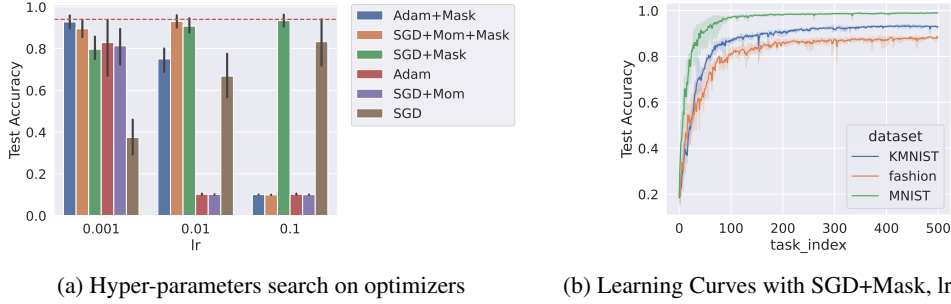 1.0
0.8
0.6
0.4
0.2
0.0
Test Accuracy
0.001
0.01
0.1
lr
Adam+Mask
SGD+Mom+Mask
SGD+Mask
Adam
SGD+Mom
SGD
(a) Hyper-parameters search on optimizers
1.0
0.8
0.6
0.4
0.2
Test Accuracy
0
100
200
300
400
500
task_index
dataset
KMNIST
fashion
MNIST
(b) Learning Curves with SGD+Mask, lr